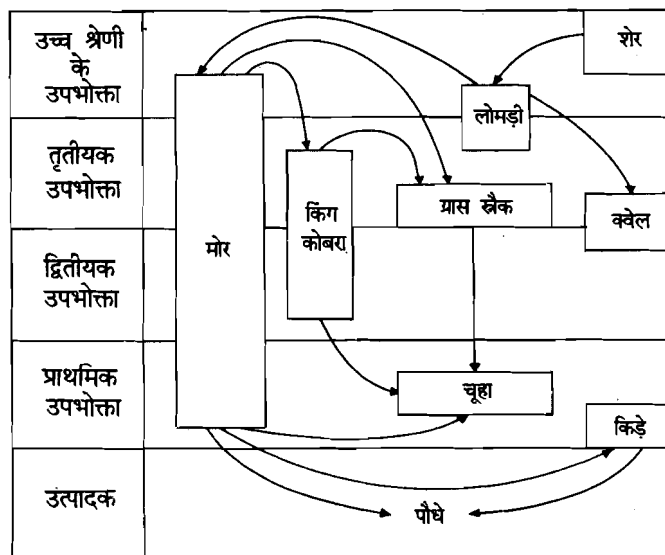 उच्च श्रेणी
के
उपभोक्ता
शेर
लोमड़ी
तृतीयक
उपभोक्ता
किंग
कोबरा
ग्रास स्नैक
क्वेल
मोर
द्वितीयक
उपभोक्ता
प्राथमिक
उपभोक्ता
चूहा
किड़े
उत्पादक
पौधे